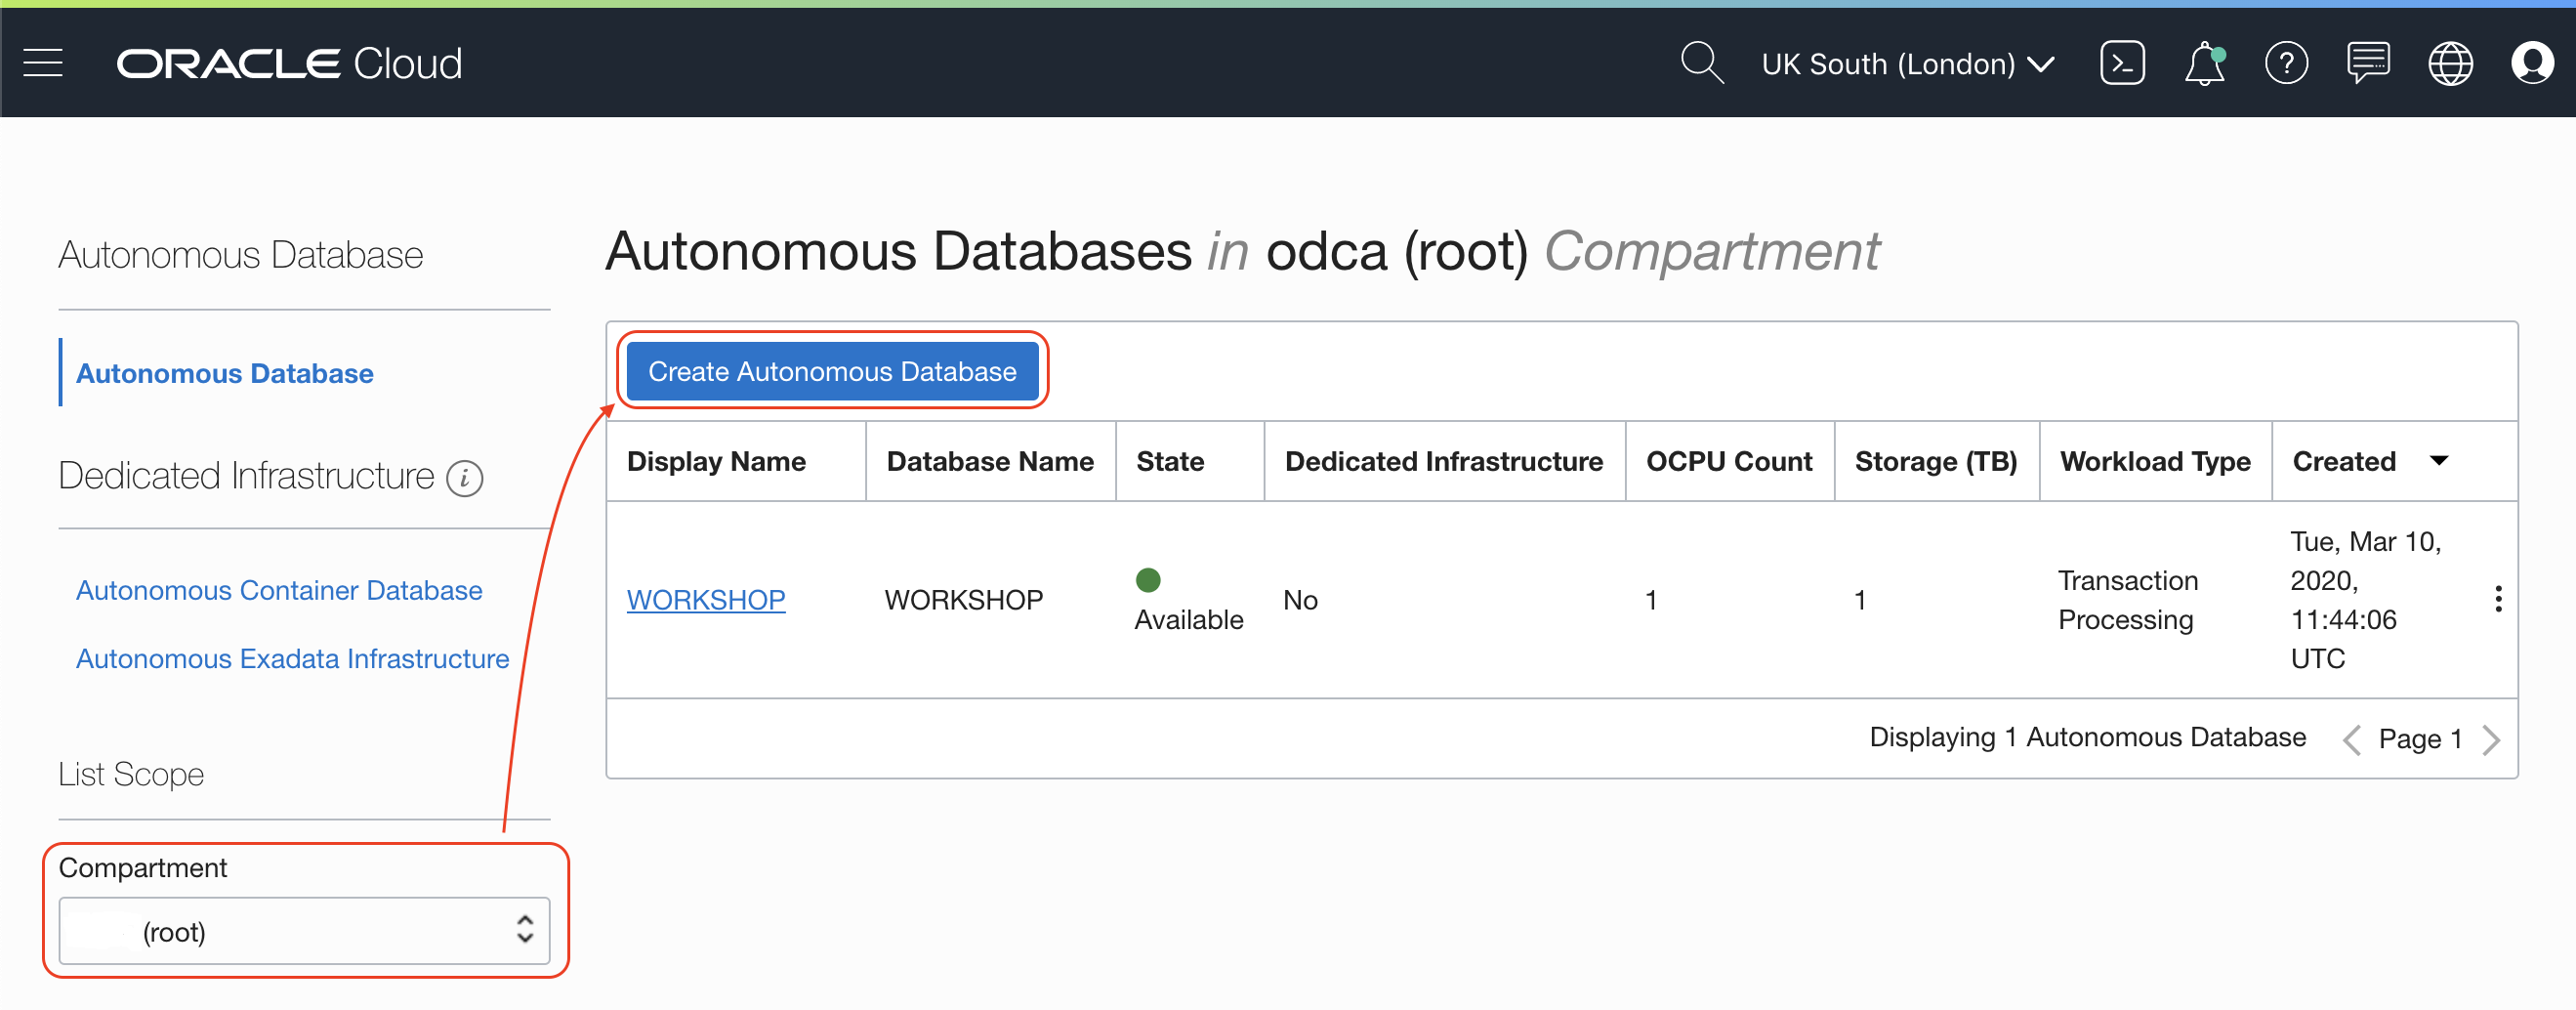 ORACLE Cloud
UK South (London)
Autonomous Database
Autonomous Database
Dedicated Infrastructure
Autonomous Container Database
Autonomous Exadata Infrastructure
List Scope
Compartment
(root)
Autonomous Databases in odca (root) Compartment
Create Autonomous Database
Display Name Database Name State Dedicated Infrastructure OCPU Count Storage (TB) Workload Type Created
WORKSHOP WORKSHOP Available No 1 1 Transaction Processing Tue, Mar 10, 2020, 11:44:06 UTC
Displaying 1 Autonomous Database Page 1